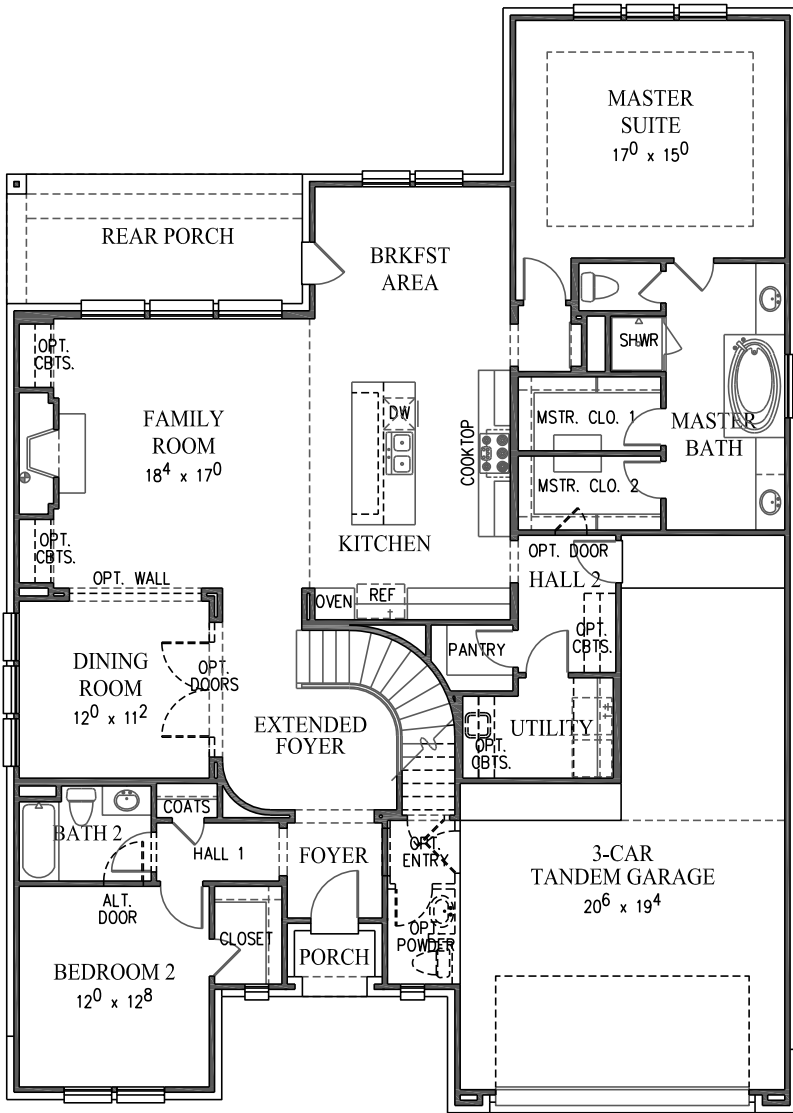 MASTER
SUITE
17⁰ x 15⁰
REAR PORCH
BRKFST
AREA
OPT.
CBTS.
SHWR
FAMILY
ROOM
18⁴ x 17⁰
DW
COOKTOP
MSTR. CLO. 1
MASTER
BATH
MSTR. CLO. 2
OPT.
CBTS.
KITCHEN
OPT. DOOR
HALL 2
OPT. WALL
OVEN
REF
OPT.
CBTS.
PANTRY
DINING
ROOM
12⁰ x 11²
OPT.
DOORS
EXTENDED
FOYER
UTILITY
OPT.
CBTS.
COATS
BATH 2
HALL 1
FOYER
OPT.
ENTRY
3-CAR
TANDEM GARAGE
20⁶ x 19⁴
ALT.
DOOR
CLOSET
OPT.
POWDER
PORCH
BEDROOM 2
12⁰ x 12⁸